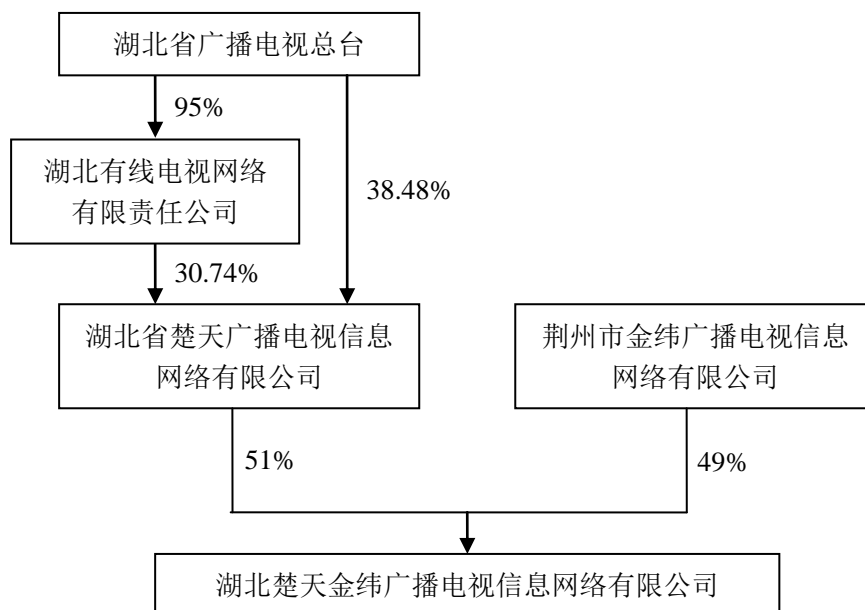 湖北省广播电视总台
95%
湖北有线电视网络
有限责任公司
38.48%
30.74%
湖北省楚天广播电视信息
网络有限公司
荆州市金纬广播电视信息
网络有限公司
51%
49%
湖北楚天金纬广播电视信息网络有限公司